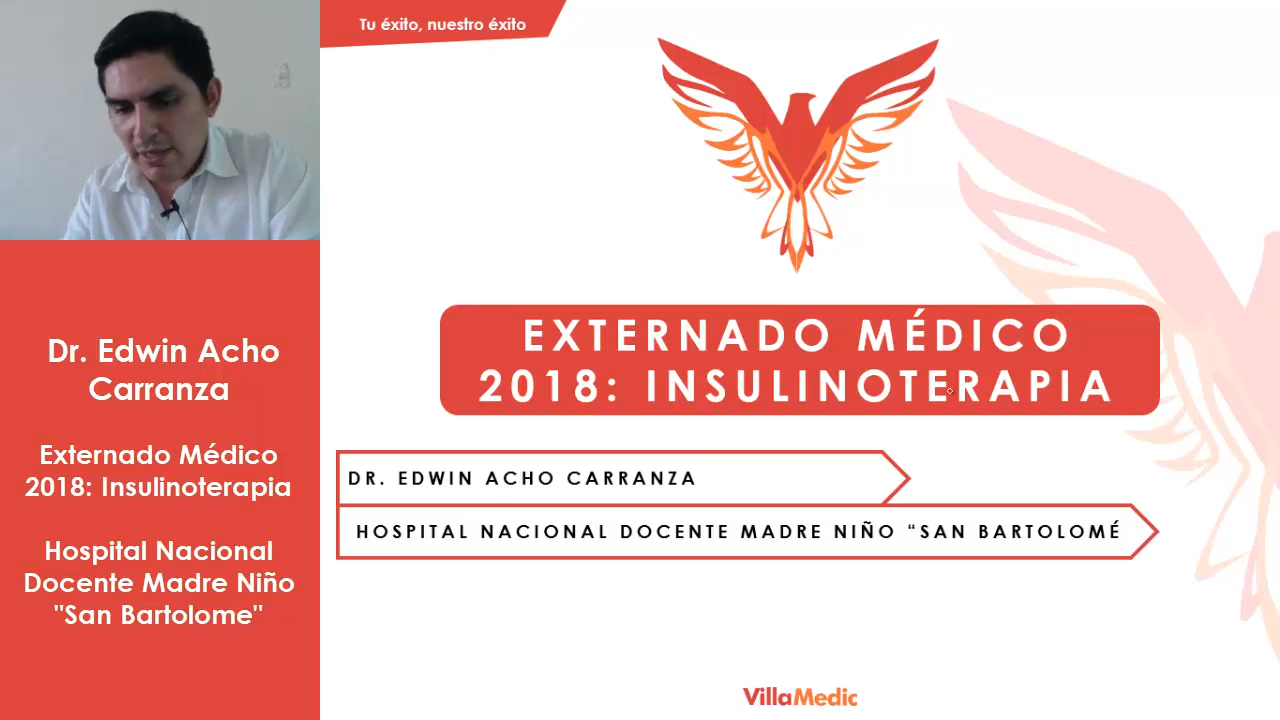 Tu éxito, nuestro éxito
EXTERNADO MÉDICO
2018: INSULINOTERAPIA
DR. EDWIN ACHO CARRANZA
HOSPITAL NACIONAL DOCENTE MADRE NIÑO “SAN BARTOLOMÉ
VillaMedic
Dr. Edwin Acho
Carranza
Externado Médico
2018: Insulinoterapia
Hospital Nacional
Docente Madre Niño
"San Bartolome"